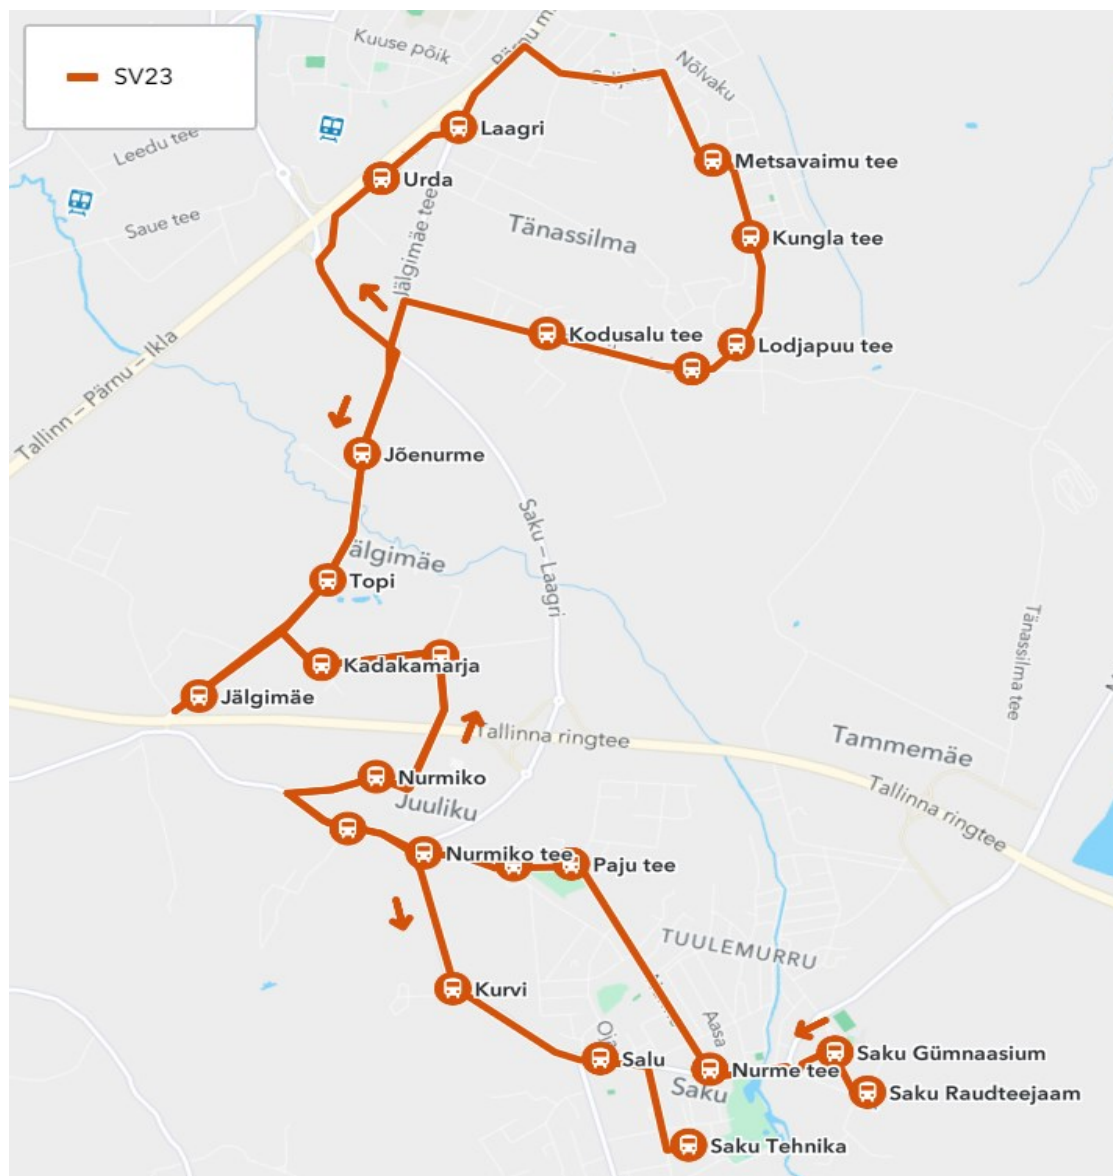 SV23
Kuuse põik
Pärnu m
Nõlvaku
Leedu tee
Laagri
Metsavaimu tee
Urda
Saue tee
Tänassilma
Kungla tee
Jälgimäe tee
Kodusalu tee
Lodjapuu tee
Tallinn – Pärnu – Ikla
Jõenurme
Saku – Laagri
älgimäe
Topi
Kadakamarja
Tänassilma tee
Jälgimäe
Tallinna ringtee
Tammemäe
Nurmiko
Juuliku
Tallinna ringtee
Nurmiko tee
Paju tee
TUULEMURRU
Kurvi
Aasa
Oja
Salu
Nurme tee
Saku Gümnaasium
Saku
Saku Raudteejaam
Saku Tehnika